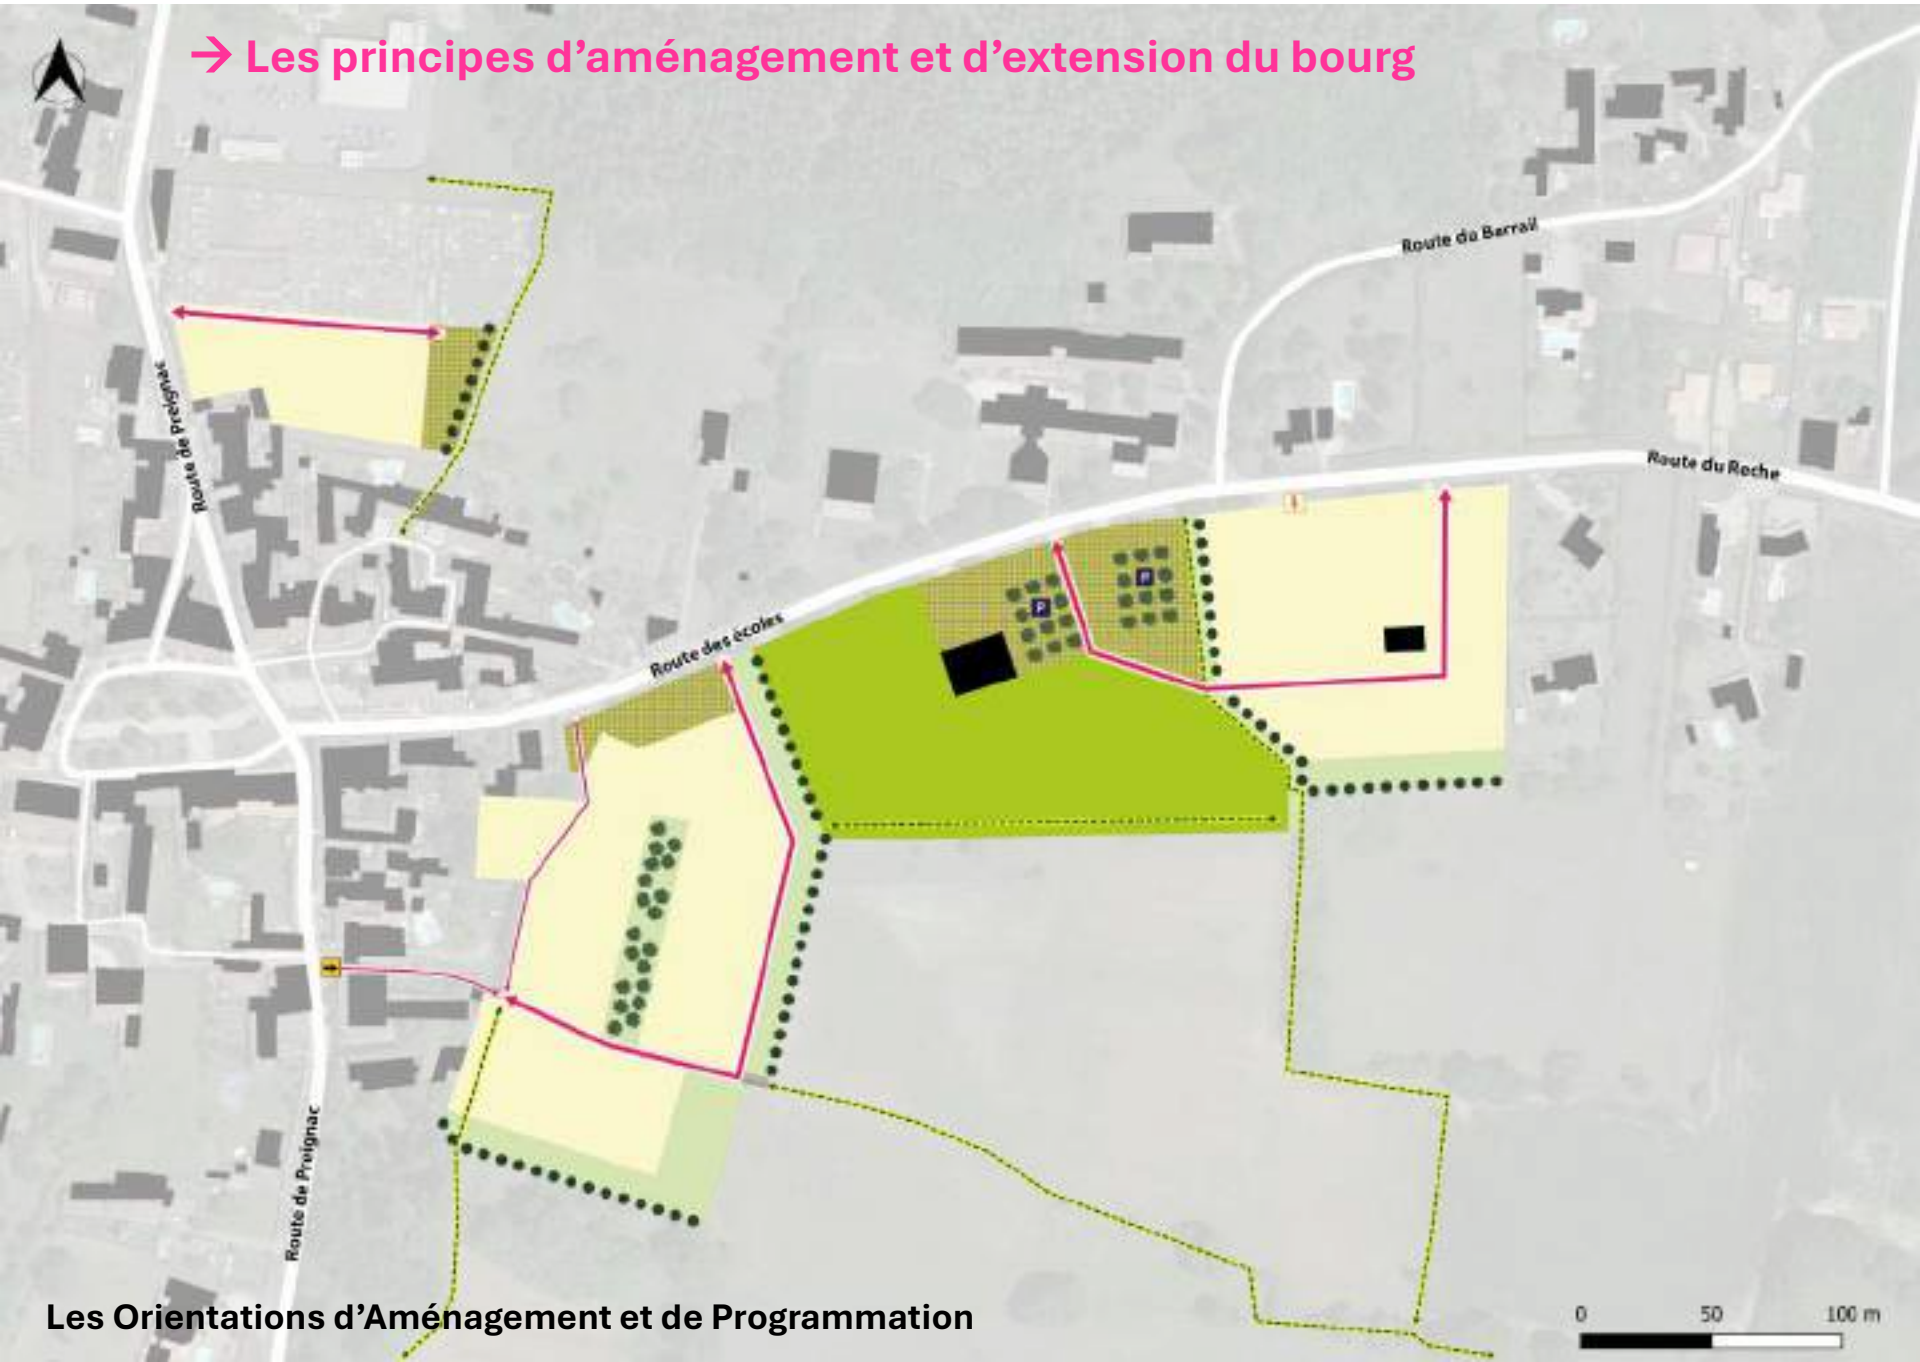 → Les principes d’aménagement et d’extension du bourg
Route du Barrail
Route de Preignac
Route du Reche
P
P
Route des écoles
Route de Preignac
Les Orientations d’Aménagement et de Programmation
0 50 100 m